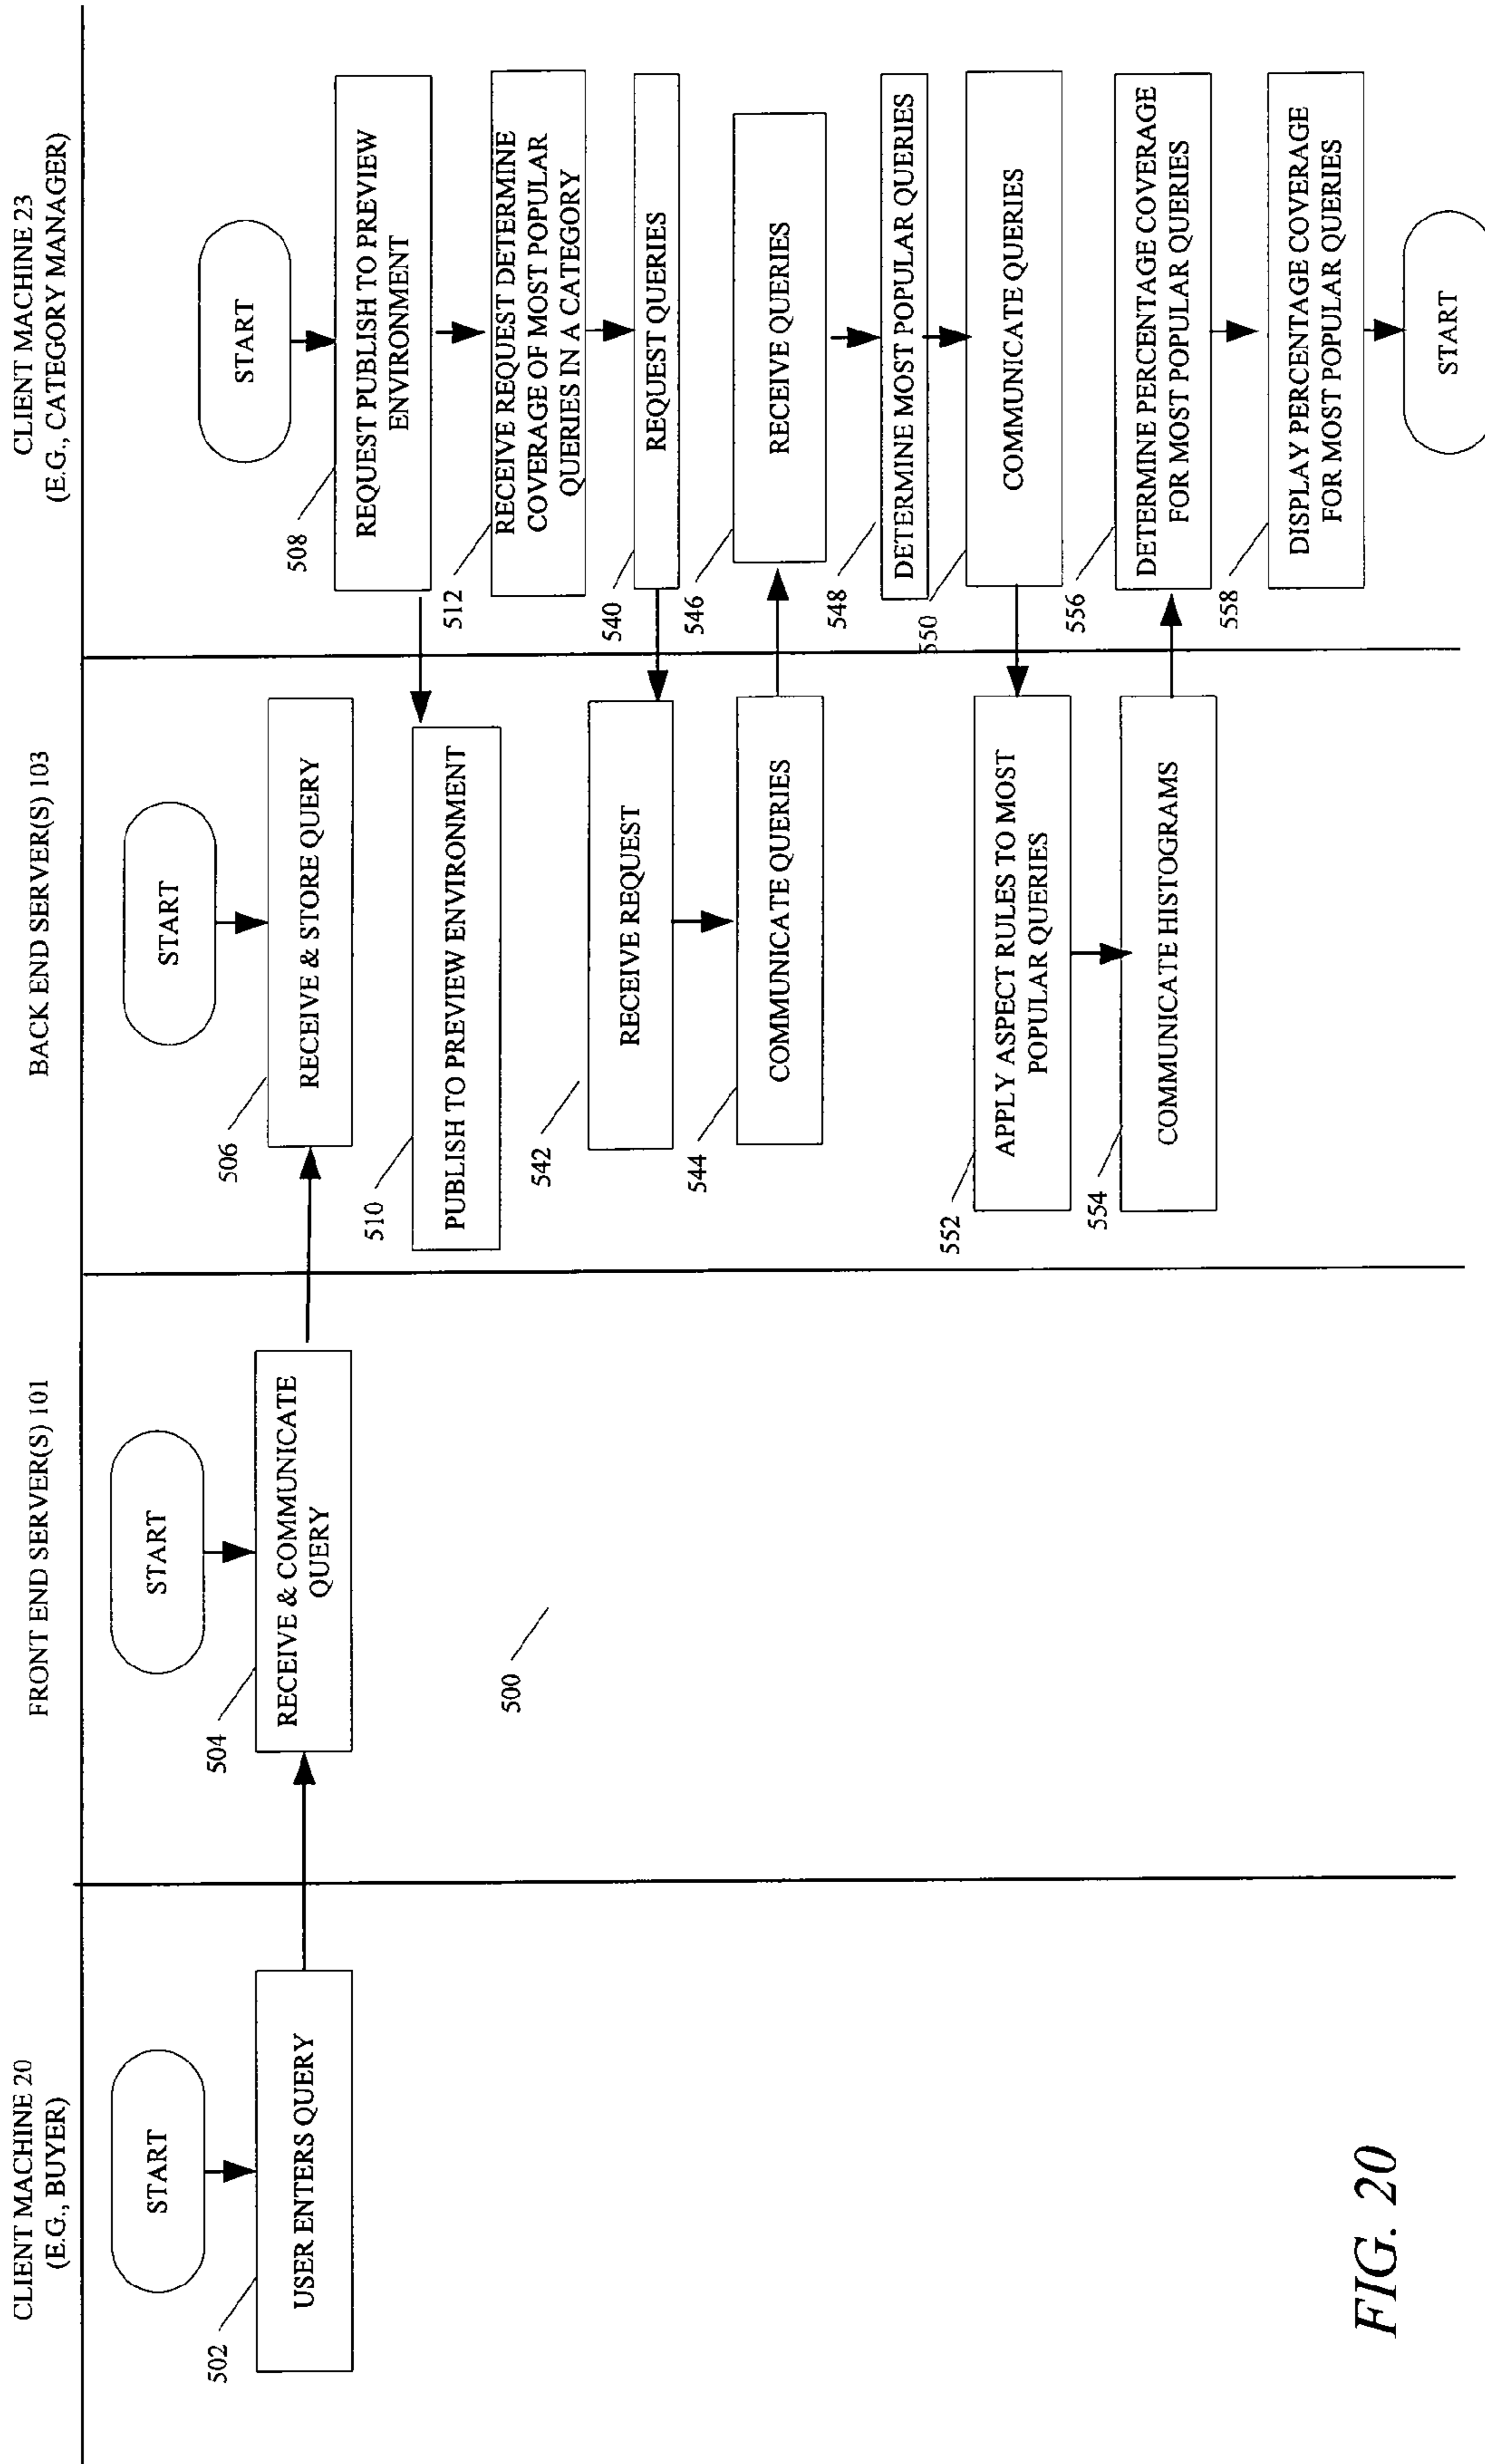 CLIENT MACHINE 20
(E.G., BUYER)
START
502
USER ENTERS QUERY
FRONT END SERVER(S) 101
START
504
RECEIVE & COMMUNICATE
QUERY
500
BACK END SERVER(S) 103
START
506
RECEIVE & STORE QUERY
510
PUBLISH TO PREVIEW ENVIRONMENT
542
RECEIVE REQUEST
544
COMMUNICATE QUERIES
552
APPLY ASPECT RULES TO MOST
POPULAR QUERIES
554
COMMUNICATE HISTOGRAMS
CLIENT MACHINE 23
(E.G., CATEGORY MANAGER)
START
508
REQUEST PUBLISH TO PREVIEW
ENVIRONMENT
512
RECEIVE REQUEST DETERMINE
COVERAGE OF MOST POPULAR
QUERIES IN A CATEGORY
540
REQUEST QUERIES
546
RECEIVE QUERIES
548
DETERMINE MOST POPULAR QUERIES
550
COMMUNICATE QUERIES
556
DETERMINE PERCENTAGE COVERAGE
FOR MOST POPULAR QUERIES
558
DISPLAY PERCENTAGE COVERAGE
FOR MOST POPULAR QUERIES
START
FIG. 20